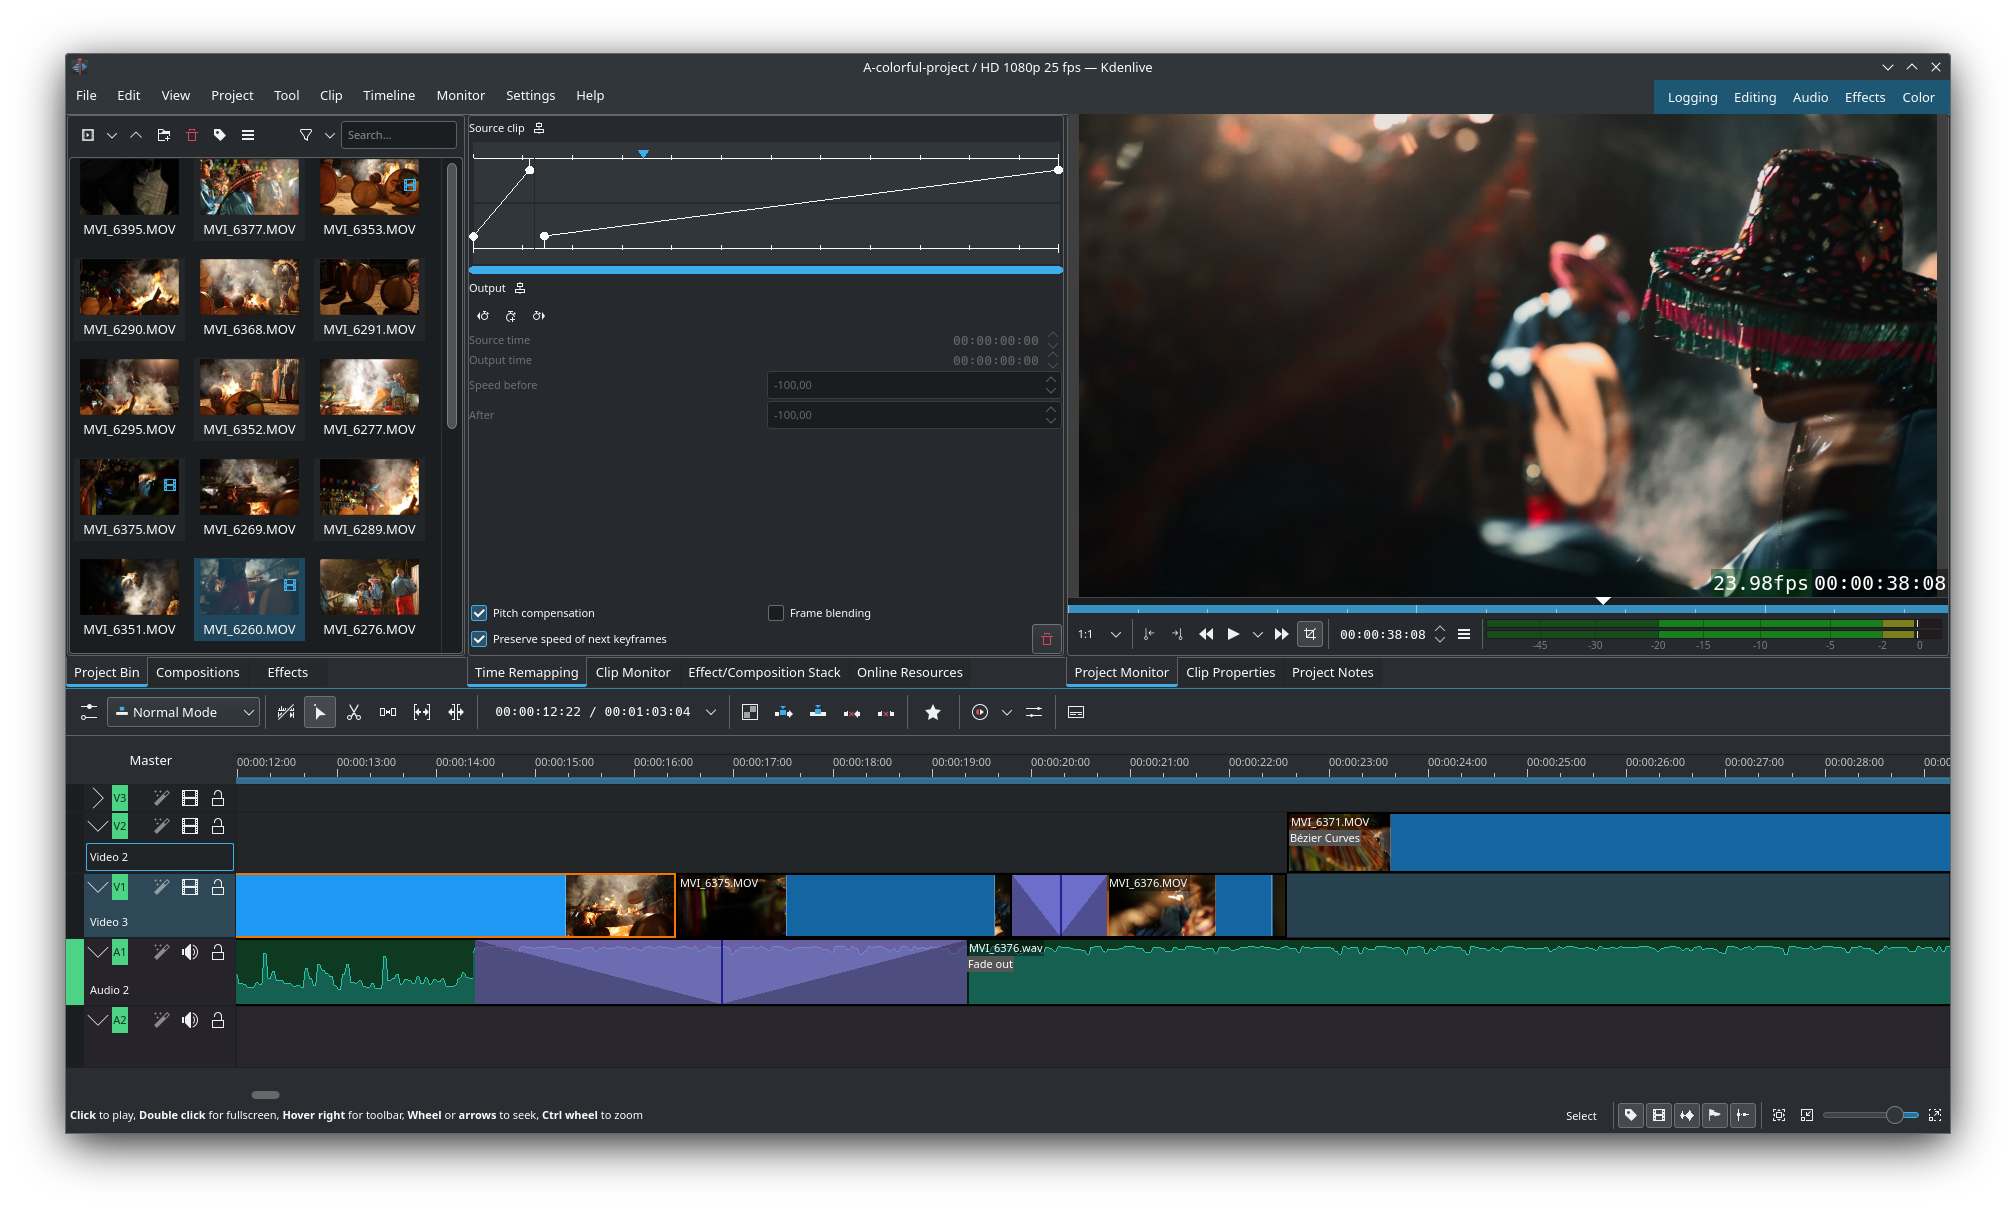 A-colorful-project / HD 1080p 25 fps — Kdenlive
File Edit View Project Tool Clip Timeline Monitor Settings Help
Logging Editing Audio Effects Color
Search...
MVI_6395.MOV MVI_6377.MOV MVI_6353.MOV
MVI_6290.MOV MVI_6368.MOV MVI_6291.MOV
MVI_6295.MOV MVI_6352.MOV MVI_6277.MOV
MVI_6375.MOV MVI_6269.MOV MVI_6289.MOV
MVI_6351.MOV MVI_6260.MOV MVI_6276.MOV
Project Bin Compositions Effects
Source clip
Output
Source time 00:00:00:00
Output time 00:00:00:00
Speed before -100,00
After -100,00
Pitch compensation Frame blending
Preserve speed of next keyframes
Time Remapping Clip Monitor Effect/Composition Stack Online Resources
23.98fps 00:00:38:08
1:1 00:00:38:08
-45 -30 -20 -15 -10 -5 -2 0
Project Monitor Clip Properties Project Notes
Normal Mode 00:00:12:22 / 00:01:03:04
Master
00:00:12:00 00:00:13:00 00:00:14:00 00:00:15:00 00:00:16:00 00:00:17:00 00:00:18:00 00:00:19:00 00:00:20:00 00:00:21:00 00:00:22:00 00:00:23:00 00:00:24:00 00:00:25:00 00:00:26:00 00:00:27:00 00:00:28:00 00:00
V3
V2
Video 2
MVI_6371.MOV
Bézier Curves
V1
Video 3
MVI_6375.MOV MVI_6376.MOV
A1
Audio 2
MVI_6376.wav
Fade out
A2
Click to play, Double click for fullscreen, Hover right for toolbar, Wheel or arrows to seek, Ctrl wheel to zoom
Select